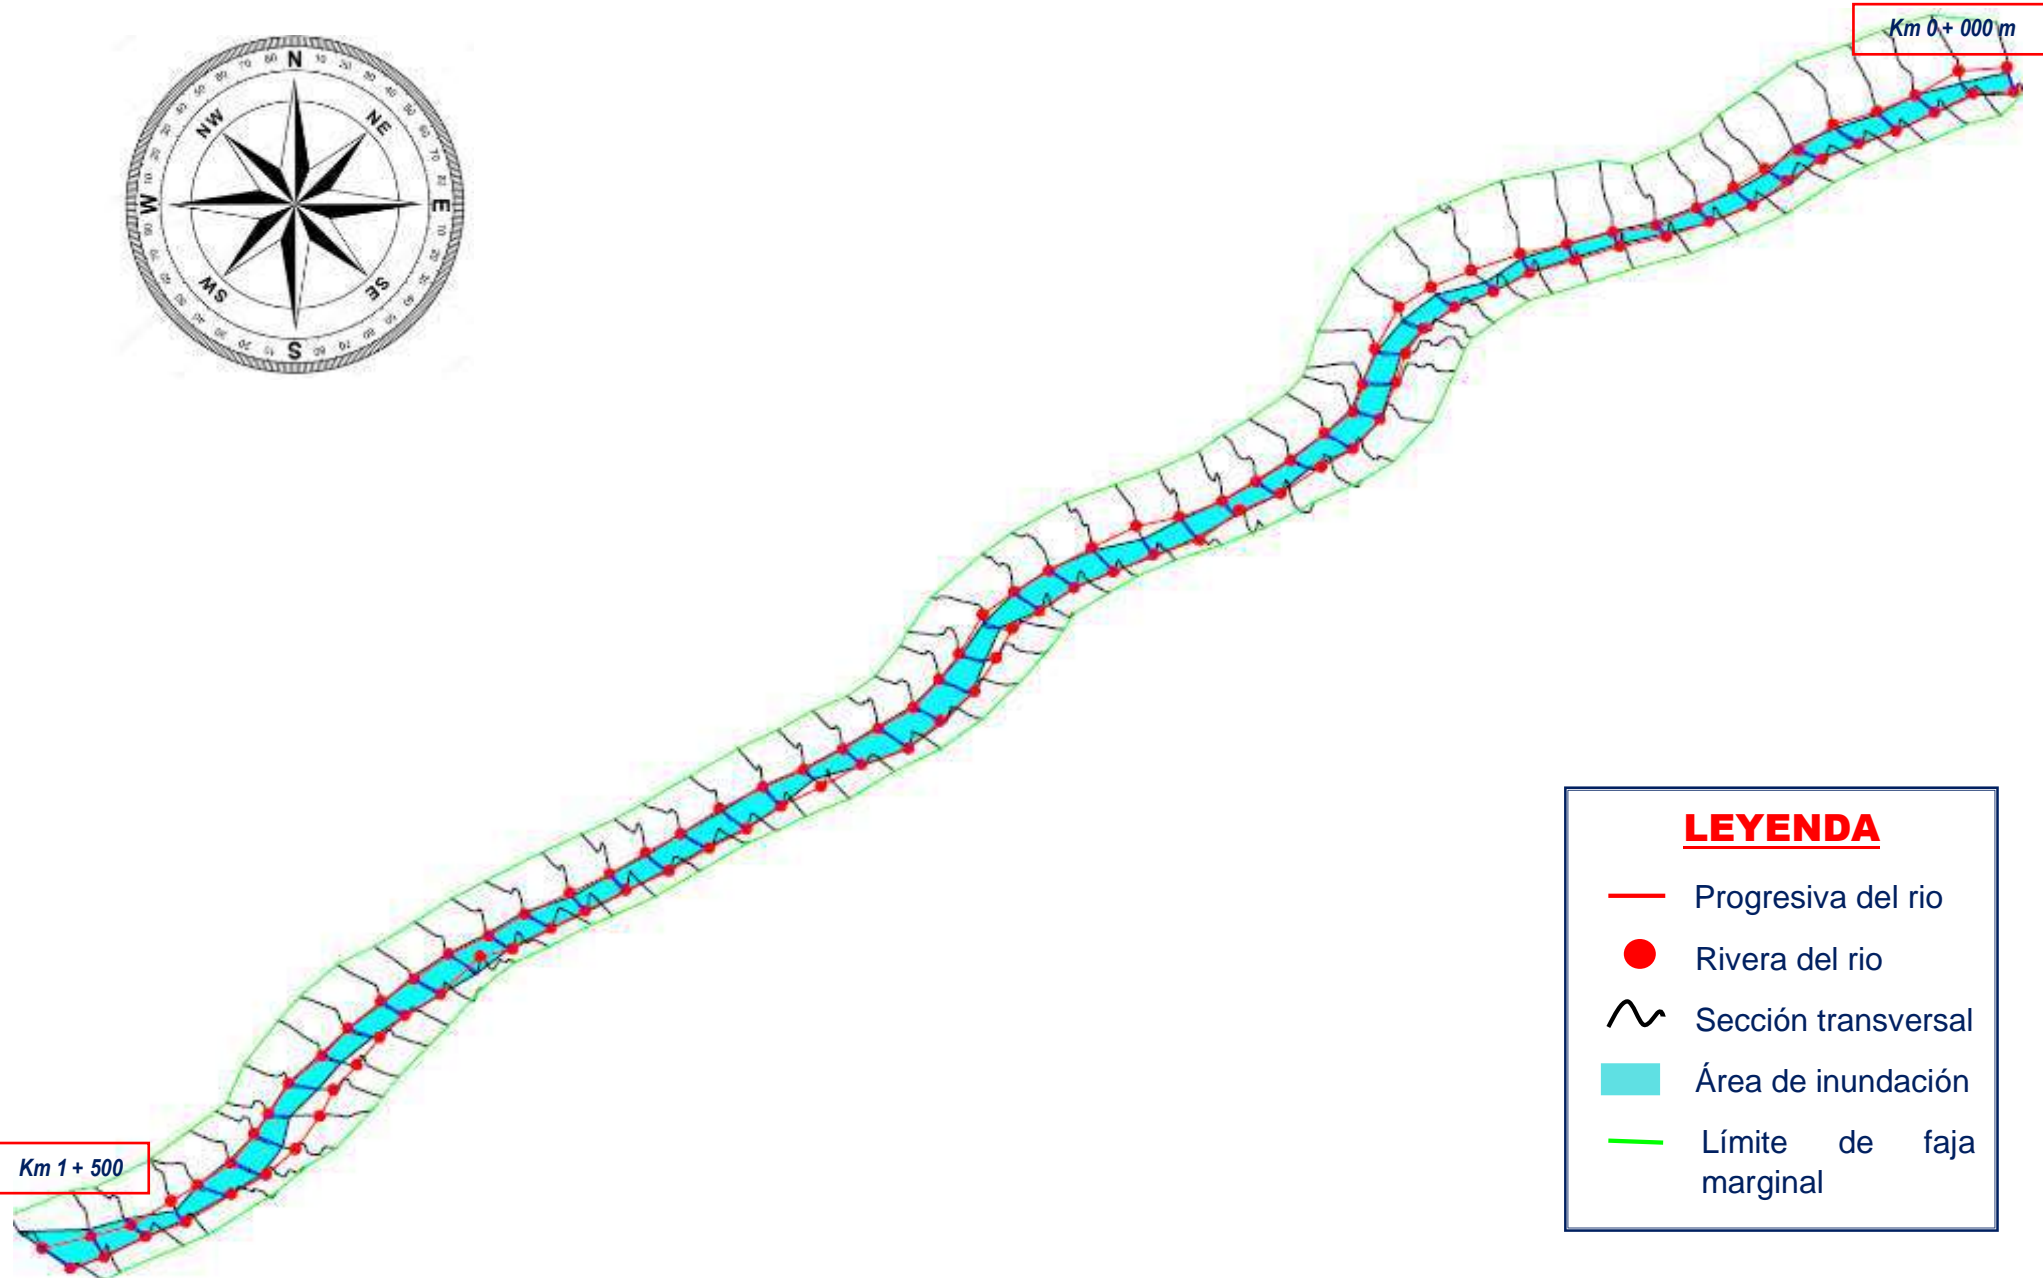 Km 0 + 000 m
N
NW
NE
W
E
SW
SE
S
LEYENDA
Progresiva del rio
Rivera del rio
Sección transversal
Área de inundación
Límite de faja
marginal
Km 1 + 500